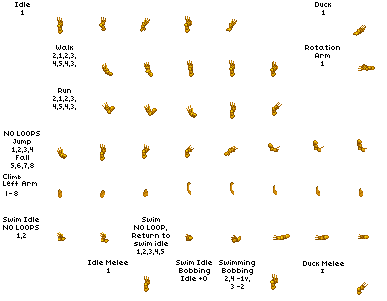 Idle
1
Duck
1
Walk
2,1,2,3,
4,5,4,3,
Rotation
Arm
1
Run
2,1,2,3,
4,5,4,3,
NO LOOPS
Jump
1,2,3,4
Fall
5,6,7,8
Climb
Left Arm
1 - 8
Swim Idle
NO LOOPS
1,2
Swim
NO LOOP,
Return to
swim idle
1,2,3,4,5
Swim Idle
Bobbing
Idle +0
Swimming
Bobbing
2,4 -1v,
3 -2
Idle Melee
1
Duck Melee
1